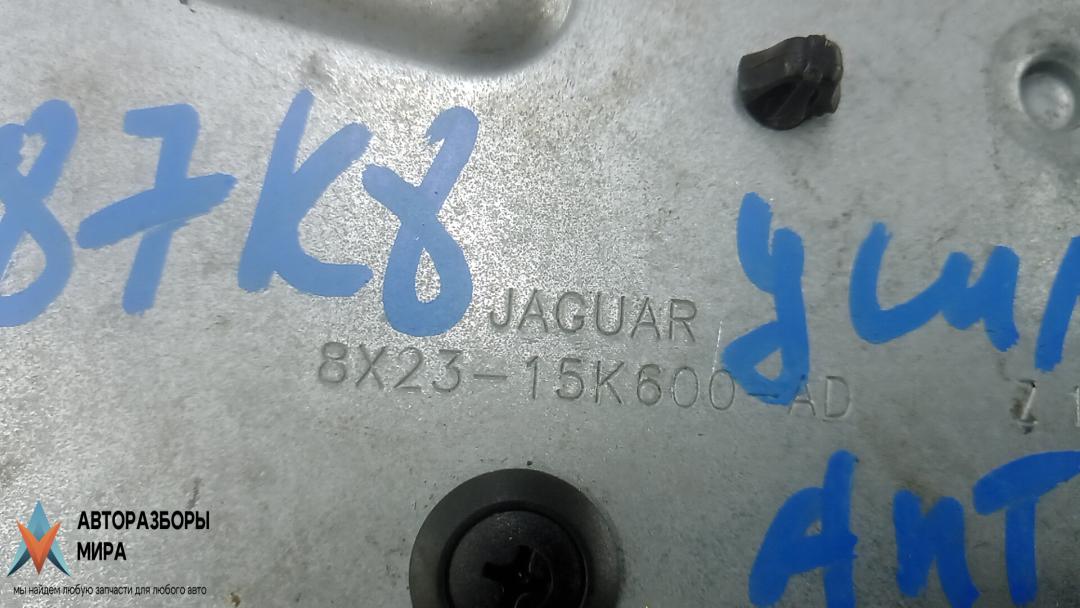 87K8
JAGUAR
8X23-15K600-AD
АВТОРАЗБОРЫ
МИРА
мы найдем любую запчасти для любого авто